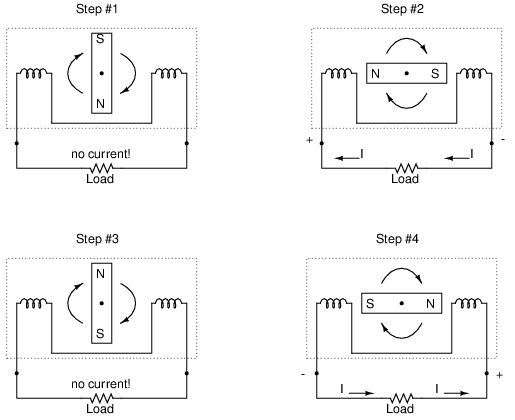 Step #1
S
N
no current!
Load
Step #2
N S
+ -
I I
Load
Step #3
N
S
no current!
Load
Step #4
S N
- +
I I
Load